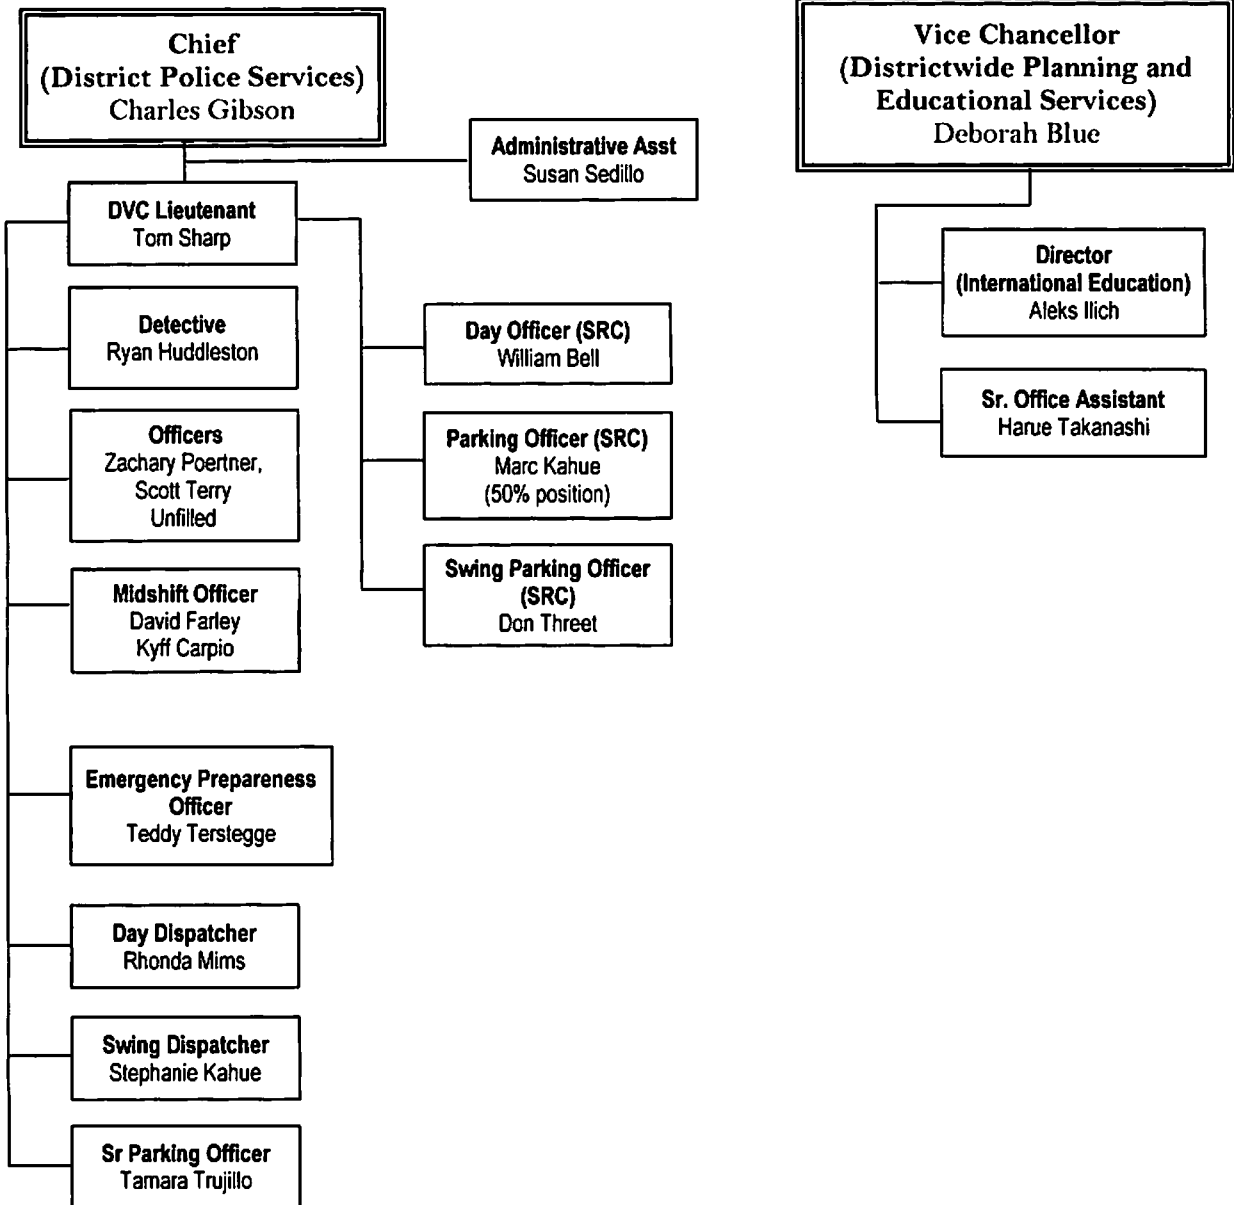 Chief
(District Police Services)
Charles Gibson
Administrative Asst
Susan Sedillo
DVC Lieutenant
Tom Sharp
Detective
Ryan Huddleston
Officers
Zachary Poertner,
Scott Terry
Unfilled
Midshift Officer
David Farley
Kyff Carpio
Emergency Prepareness
Officer
Teddy Terstegge
Day Dispatcher
Rhonda Mims
Swing Dispatcher
Stephanie Kahue
Sr Parking Officer
Tamara Trujillo
Day Officer (SRC)
William Bell
Parking Officer (SRC)
Marc Kahue
(50% position)
Swing Parking Officer
(SRC)
Don Threet
Vice Chancellor
(Districtwide Planning and
Educational Services)
Deborah Blue
Director
(International Education)
Aleks Ilich
Sr. Office Assistant
Harue Takanashi